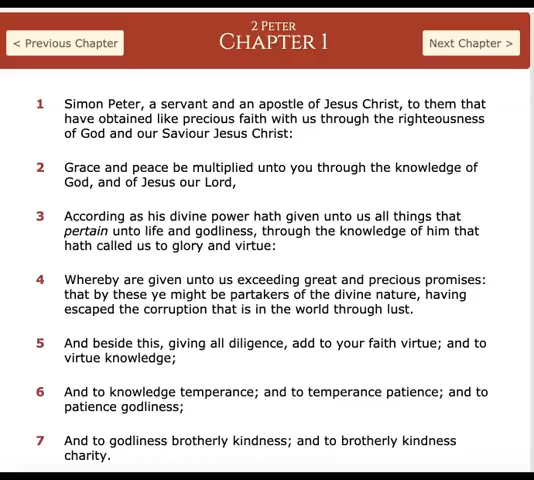 2 Peter
< Previous Chapter
Chapter 1
Next Chapter >
1 Simon Peter, a servant and an apostle of Jesus Christ, to them that
have obtained like precious faith with us through the righteousness
of God and our Saviour Jesus Christ:
2 Grace and peace be multiplied unto you through the knowledge of
God, and of Jesus our Lord,
3 According as his divine power hath given unto us all things that
pertain unto life and godliness, through the knowledge of him that
hath called us to glory and virtue:
4 Whereby are given unto us exceeding great and precious promises:
that by these ye might be partakers of the divine nature, having
escaped the corruption that is in the world through lust.
5 And beside this, giving all diligence, add to your faith virtue; and to
virtue knowledge;
6 And to knowledge temperance; and to temperance patience; and to
patience godliness;
7 And to godliness brotherly kindness; and to brotherly kindness
charity.